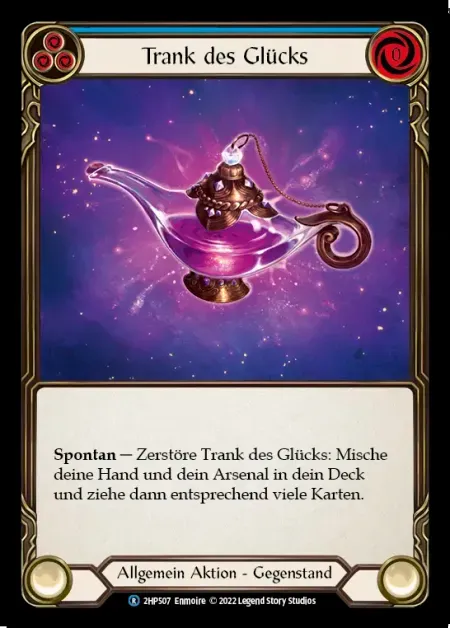 0
Trank des Glücks
Spontan — Zerstöre Trank des Glücks: Mische
deine Hand und dein Arsenal in dein Deck
und ziehe dann entsprechend viele Karten.
Allgemein Aktion - Gegenstand
R 2HP507 Enmoire © 2022 Legend Story Studios